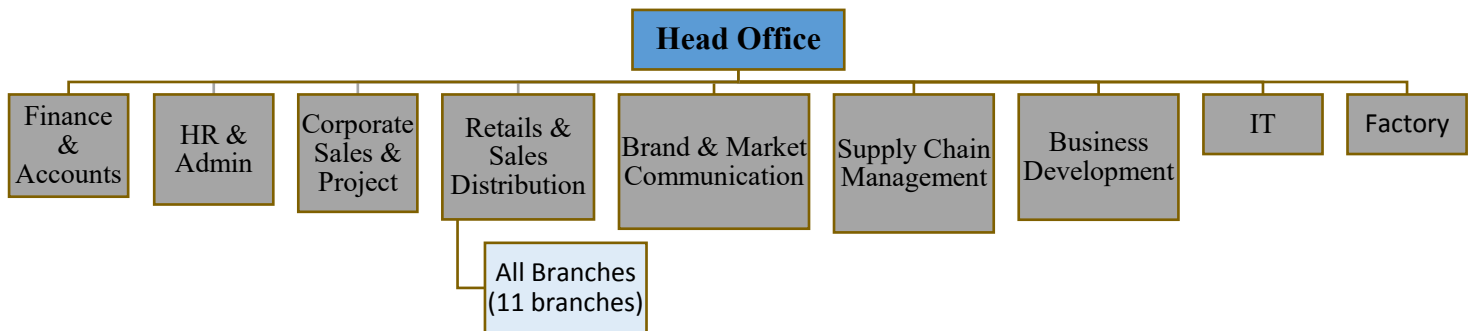 Head Office
Finance
&
Accounts
HR &
Admin
Corporate
Sales &
Project
Retails &
Sales
Distribution
Brand & Market
Communication
Supply Chain
Management
Business
Development
IT
Factory
All Branches
(11 branches)